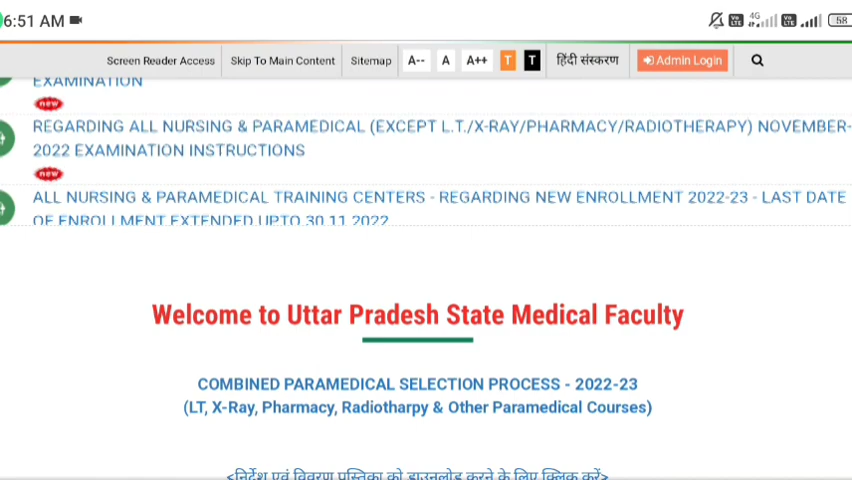 6:51 AM 4G 58
Screen Reader Access Skip To Main Content Sitemap A-- A A++ T T हिंदी संस्करण Admin Login
EXAMINATION
new
REGARDING ALL NURSING & PARAMEDICAL (EXCEPT L.T./X-RAY/PHARMACY/RADIOTHERAPY) NOVEMBER-
2022 EXAMINATION INSTRUCTIONS
new
ALL NURSING & PARAMEDICAL TRAINING CENTERS - REGARDING NEW ENROLLMENT 2022-23 - LAST DATE
OF ENROLLMENT EXTENDED UPTO 30.11.2022
Welcome to Uttar Pradesh State Medical Faculty
COMBINED PARAMEDICAL SELECTION PROCESS - 2022-23
(LT, X-Ray, Pharmacy, Radiotharpy & Other Paramedical Courses)
<निर्देश एवं विवरण पुस्तिका को डाउनलोड करने के लिए क्लिक करें>